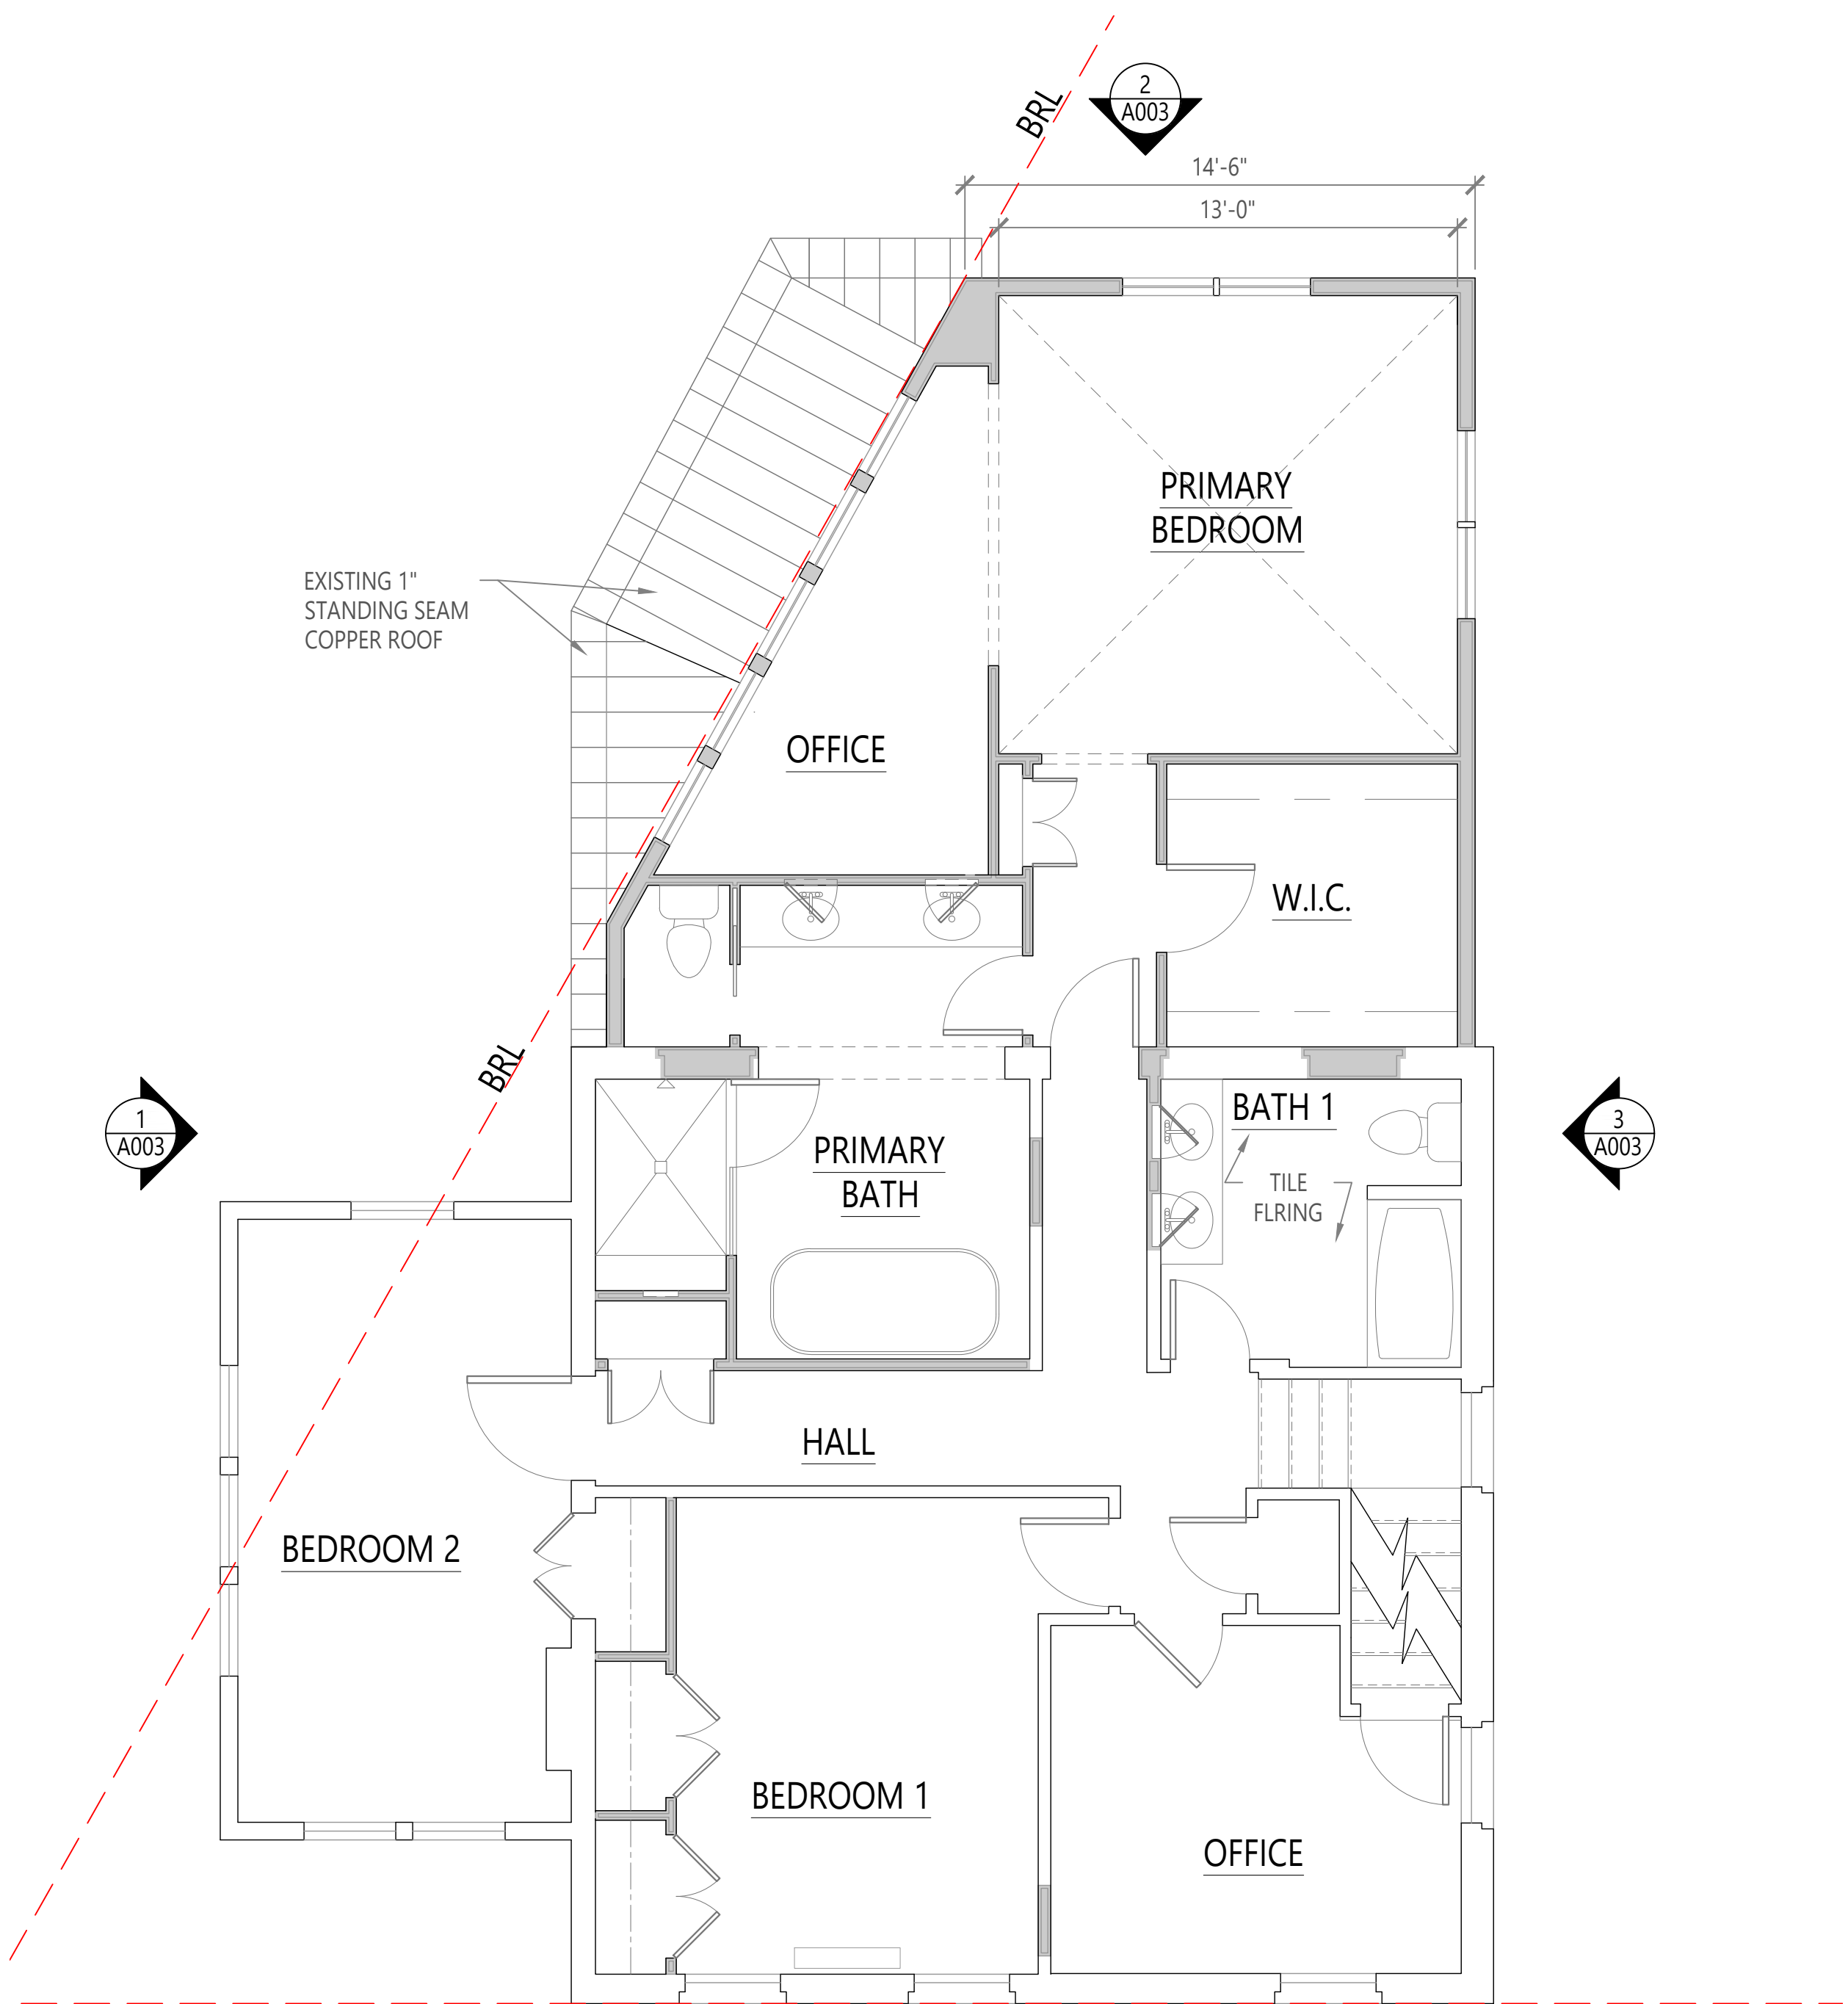 BRL
2
A003
14'-6"
13'-0"
PRIMARY
BEDROOM
EXISTING 1"
STANDING SEAM
COPPER ROOF
OFFICE
W.I.C.
BRL
1
A003
PRIMARY
BATH
BATH 1
TILE
FLRING
3
A003
HALL
BEDROOM 2
BEDROOM 1
OFFICE